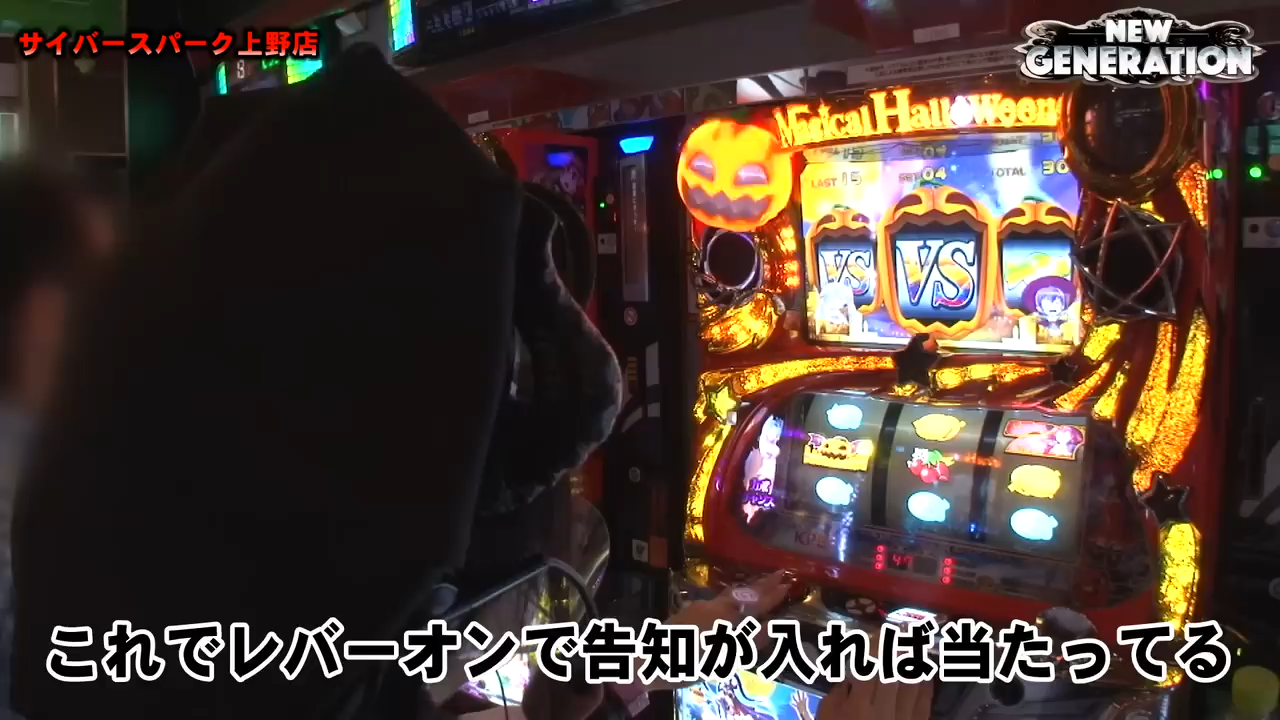 サイバースパーク上野店
NEW
GENERATION
Magical Halloween
LAST 15
SET 04
TOTAL 30
VS
VS
47
これでレバーオンで告知が入れば当たってる